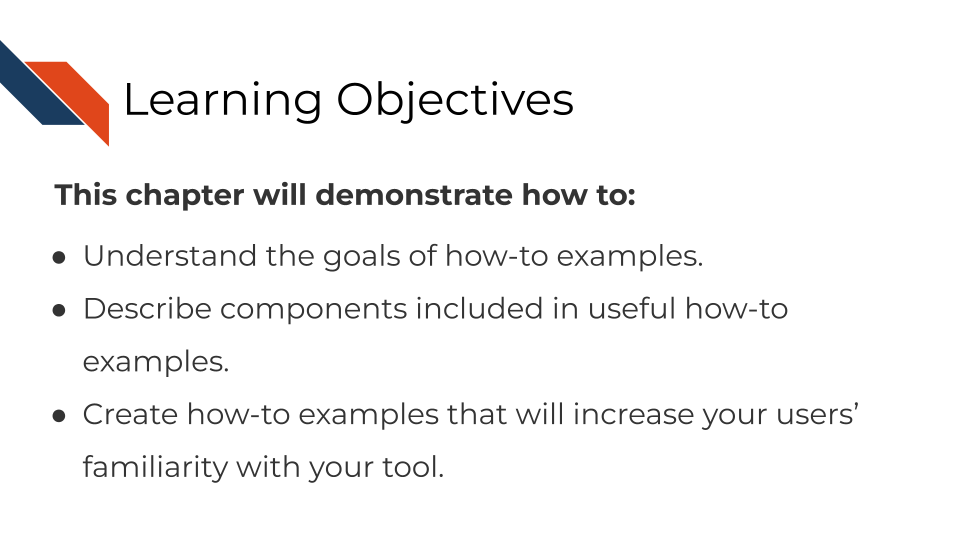 Learning Objectives
This chapter will demonstrate how to:
● Understand the goals of how-to examples.
● Describe components included in useful how-to
examples.
● Create how-to examples that will increase your users’
familiarity with your tool.